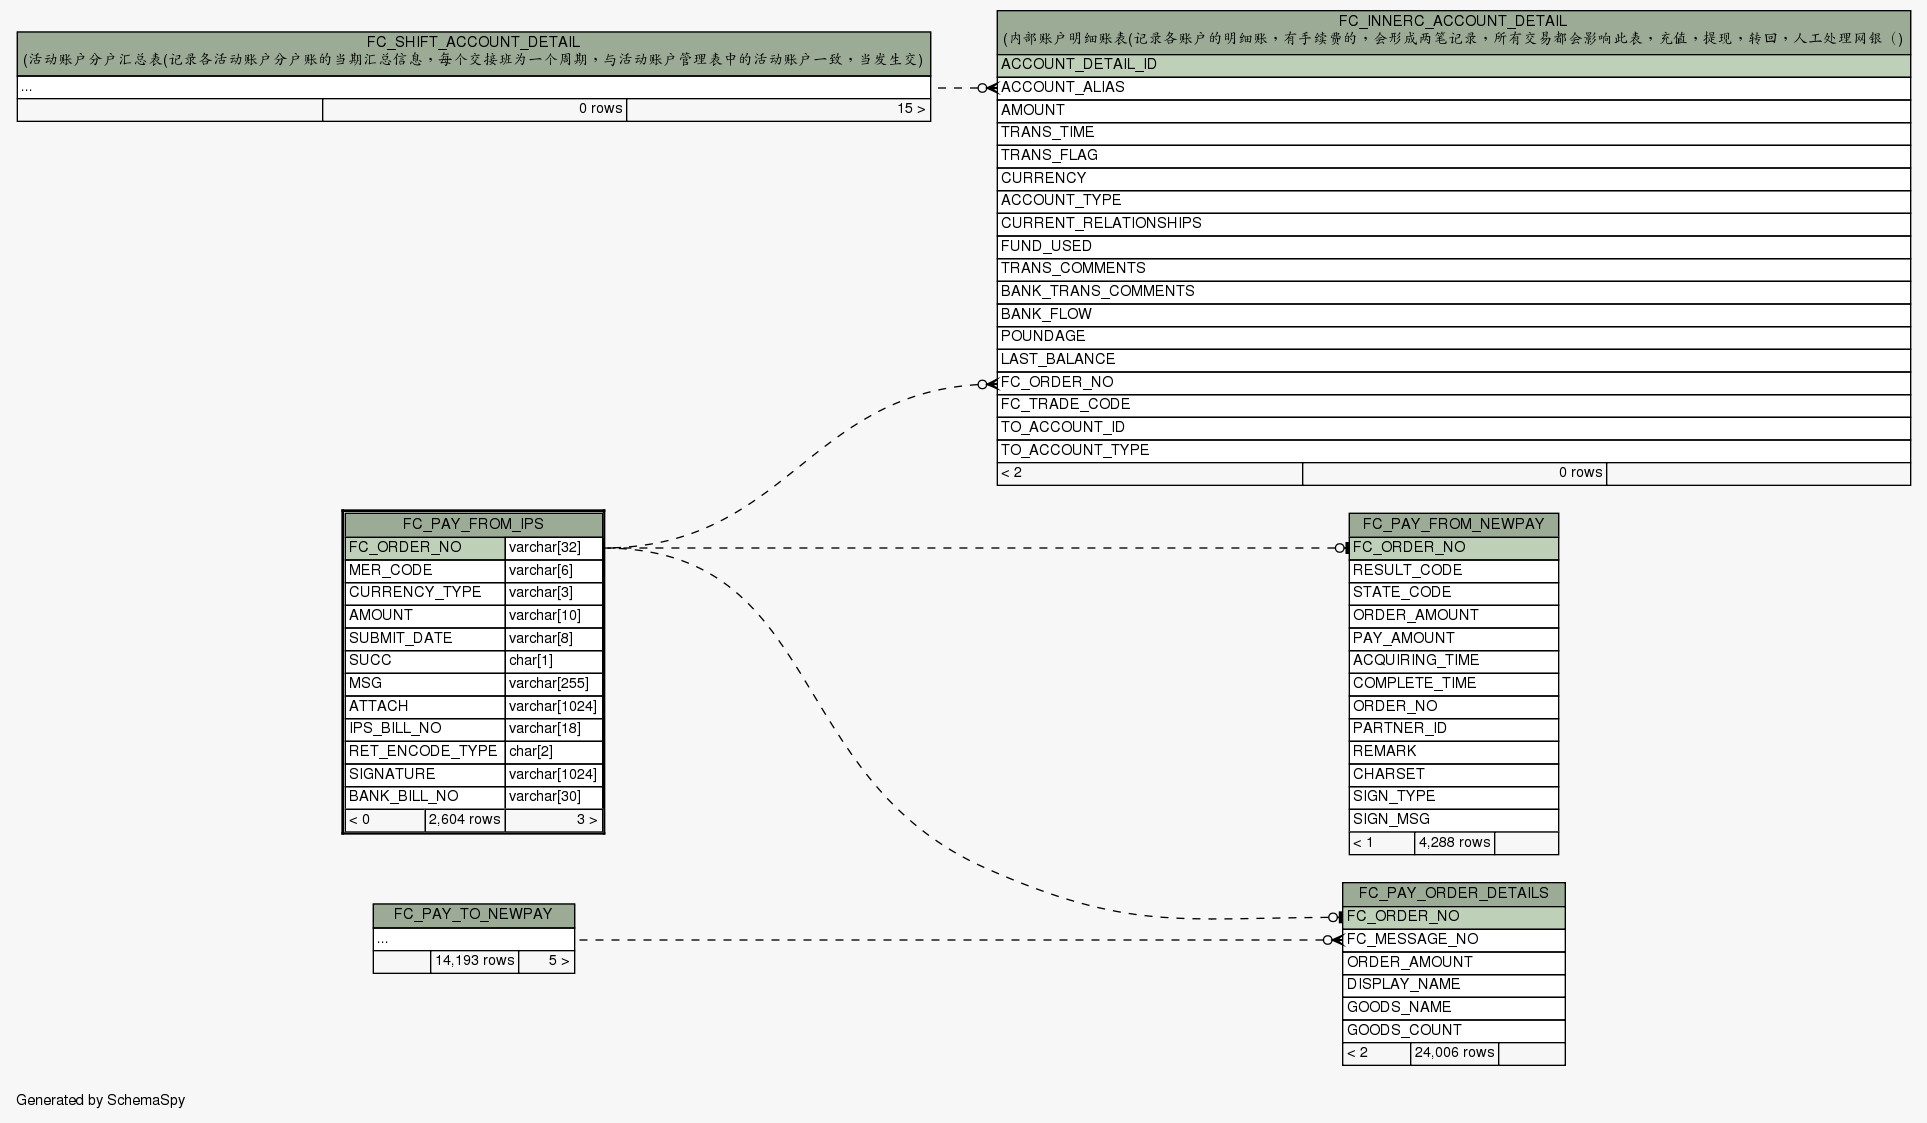 FC_SHIFT_ACCOUNT_DETAIL
(活动账户分户汇总表(记录各活动账户分户账的当期汇总信息，每个交接班为一个周期，与活动账户管理表中的活动账户一致，当发生交)
...
0 rows 15 >
FC_INNERC_ACCOUNT_DETAIL
(内部账户明细账表(记录各账户的明细账，有手续费的，会形成两笔记录，所有交易都会影响此表，充值，提现，转回，人工处理网银（)
ACCOUNT_DETAIL_ID
ACCOUNT_ALIAS
AMOUNT
TRANS_TIME
TRANS_FLAG
CURRENCY
ACCOUNT_TYPE
CURRENT_RELATIONSHIPS
FUND_USED
TRANS_COMMENTS
BANK_TRANS_COMMENTS
BANK_FLOW
POUNDAGE
LAST_BALANCE
FC_ORDER_NO
FC_TRADE_CODE
TO_ACCOUNT_ID
TO_ACCOUNT_TYPE
< 2 0 rows
FC_PAY_FROM_IPS
FC_ORDER_NO varchar[32]
MER_CODE varchar[6]
CURRENCY_TYPE varchar[3]
AMOUNT varchar[10]
SUBMIT_DATE varchar[8]
SUCC char[1]
MSG varchar[255]
ATTACH varchar[1024]
IPS_BILL_NO varchar[18]
RET_ENCODE_TYPE char[2]
SIGNATURE varchar[1024]
BANK_BILL_NO varchar[30]
< 0 2,604 rows 3 >
FC_PAY_FROM_NEWPAY
FC_ORDER_NO
RESULT_CODE
STATE_CODE
ORDER_AMOUNT
PAY_AMOUNT
ACQUIRING_TIME
COMPLETE_TIME
ORDER_NO
PARTNER_ID
REMARK
CHARSET
SIGN_TYPE
SIGN_MSG
< 1 4,288 rows
FC_PAY_TO_NEWPAY
...
14,193 rows 5 >
FC_PAY_ORDER_DETAILS
FC_ORDER_NO
FC_MESSAGE_NO
ORDER_AMOUNT
DISPLAY_NAME
GOODS_NAME
GOODS_COUNT
< 2 24,006 rows
Generated by SchemaSpy